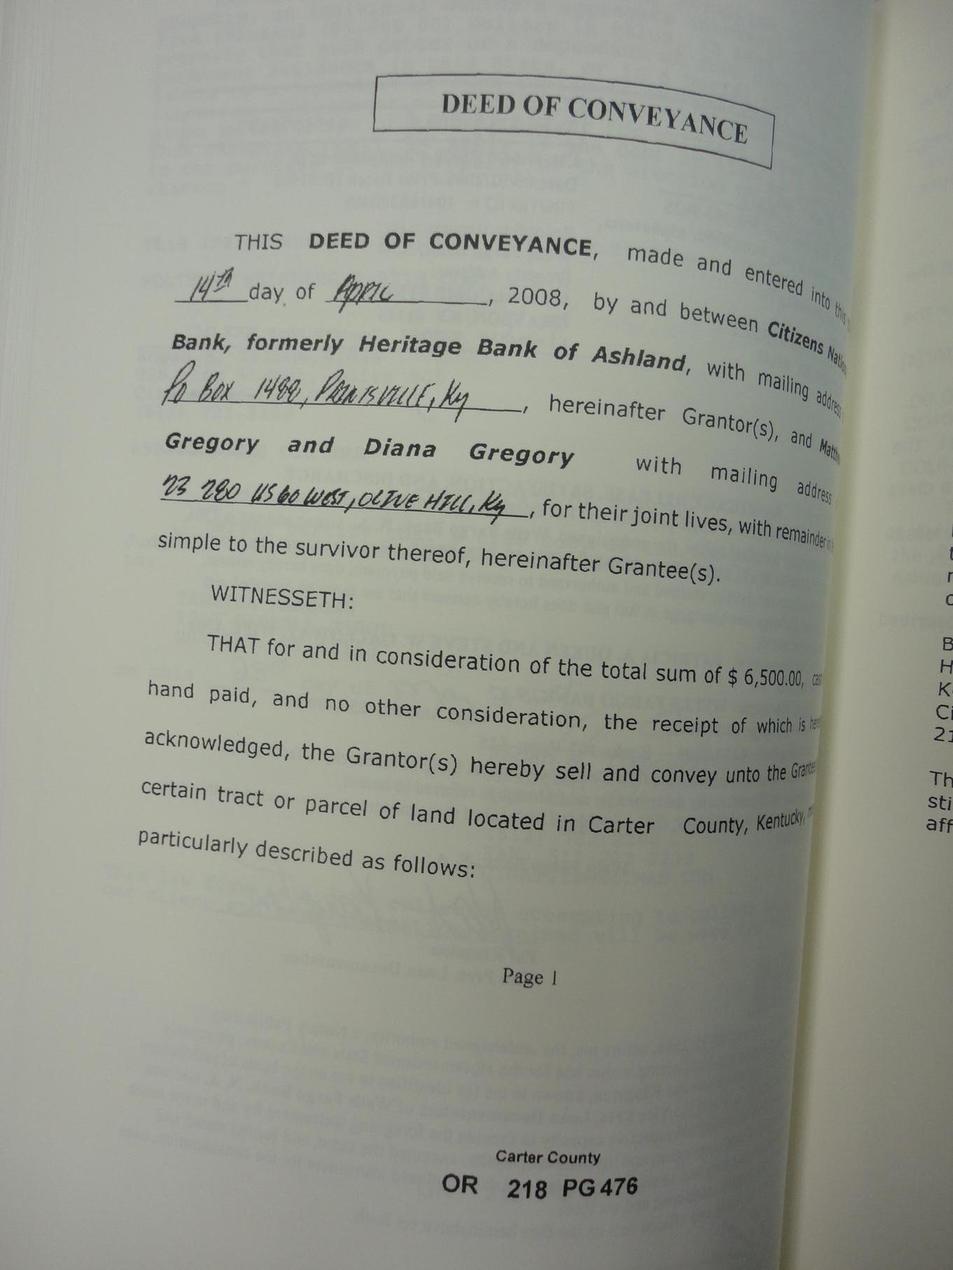 DEED OF CONVEYANCE
THIS DEED OF CONVEYANCE, made and entered into this
14th day of April, 2008, by and between Citizens
Bank, formerly Heritage Bank of Ashland, with mailing address
PO BOX 1488, PAINTSVILLE, Ky, hereinafter Grantor(s), and
Gregory and Diana Gregory with mailing address
23 280 US 60 WEST, OLIVE HILL, Ky, for their joint lives, with remainder
simple to the survivor thereof, hereinafter Grantee(s).
WITNESSETH:
THAT for and in consideration of the total sum of $ 6,500.00,
hand paid, and no other consideration, the receipt of which is
acknowledged, the Grantor(s) hereby sell and convey unto the
certain tract or parcel of land located in Carter County, Kentucky,
particularly described as follows:
Page 1
Carter County
OR 218 PG 476